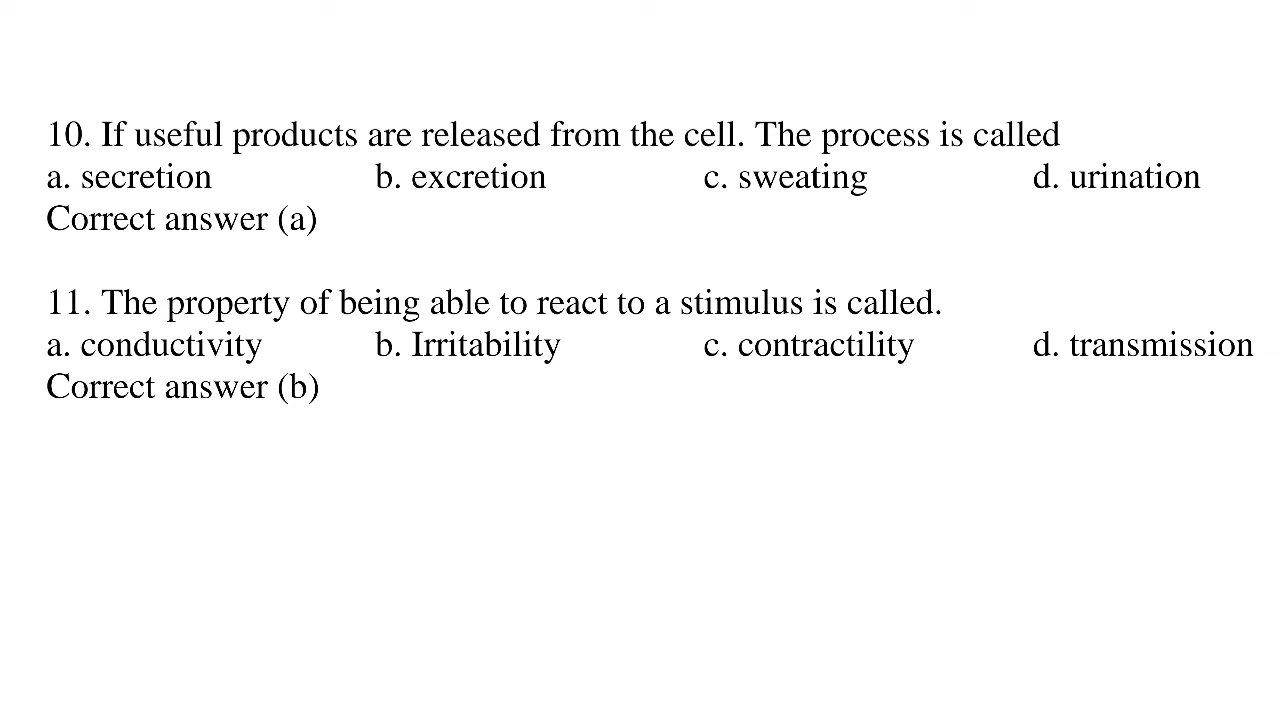 10. If useful products are released from the cell. The process is called
a. secretion b. excretion c. sweating d. urination
Correct answer (a)
11. The property of being able to react to a stimulus is called.
a. conductivity b. Irritability c. contractility d. transmission
Correct answer (b)